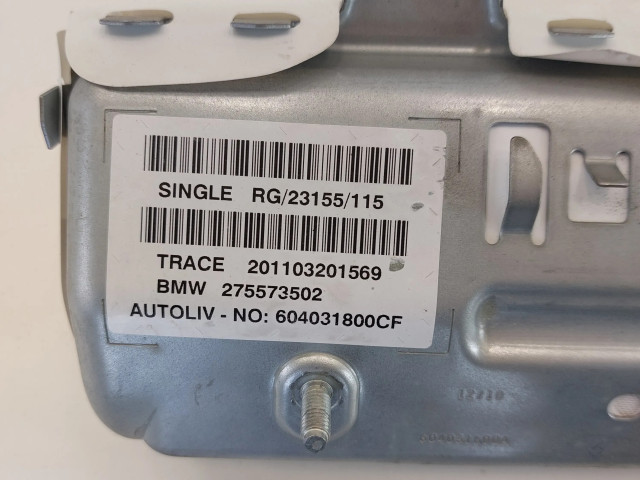 SINGLE RG/23155/115
TRACE 201103201569
BMW 275573502
AUTOLIV - NO: 604031800CF